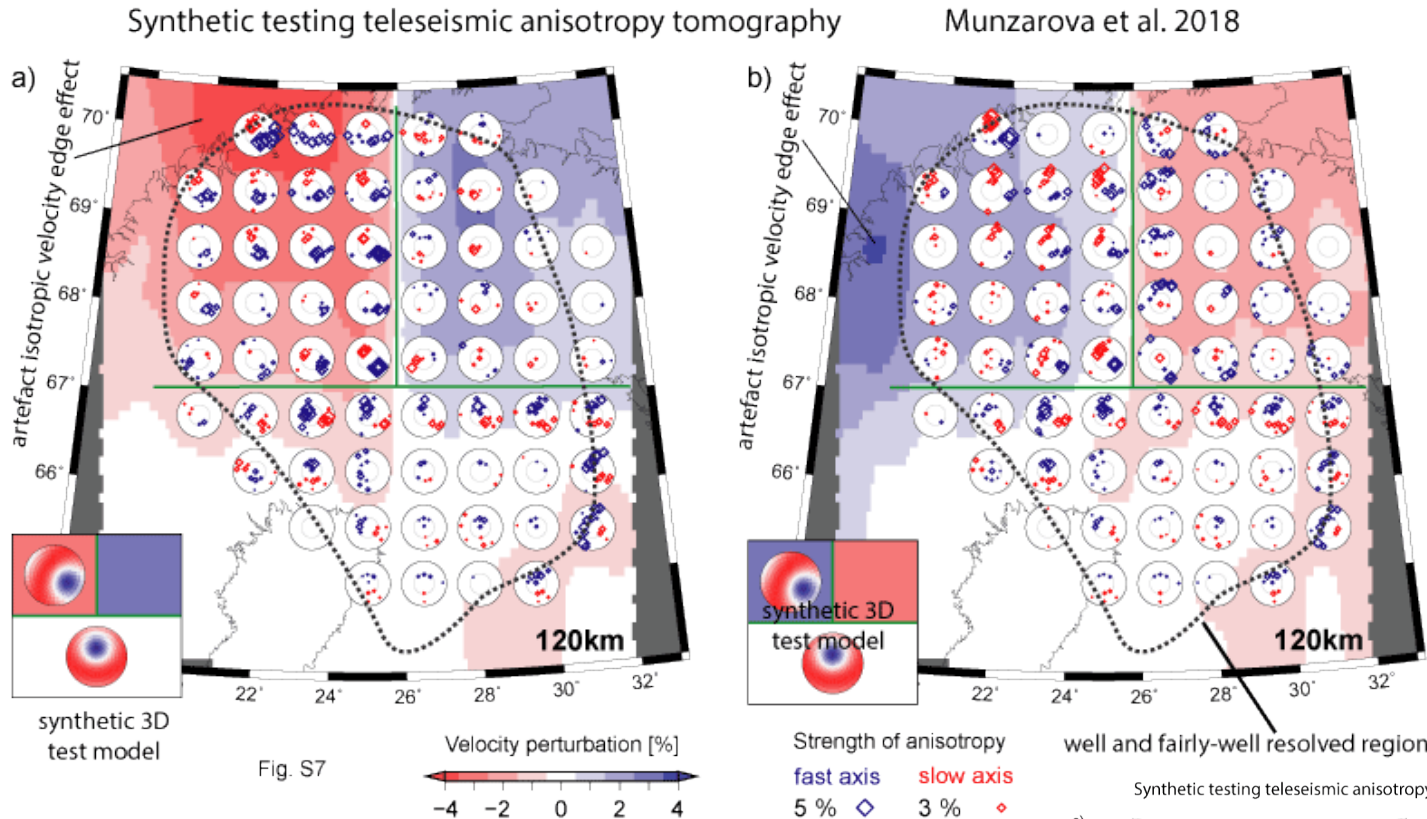 Synthetic testing teleseismic anisotropy tomography
Munzarova et al. 2018
a)
artefact isotropic velocity edge effect
70°
69°
68°
67°
66°
22°
24°
26°
28°
30°
32°
120km
synthetic 3D
test model
Fig. S7
Velocity perturbation [%]
−4 −2 0 2 4
b)
artefact isotropic velocity edge effect
70°
69°
68°
67°
66°
22°
24°
26°
28°
30°
32°
120km
synthetic 3D
test model
well and fairly-well resolved region
Strength of anisotropy
fast axis slow axis
5 % 3 %
Synthetic testing teleseismic anisotropy